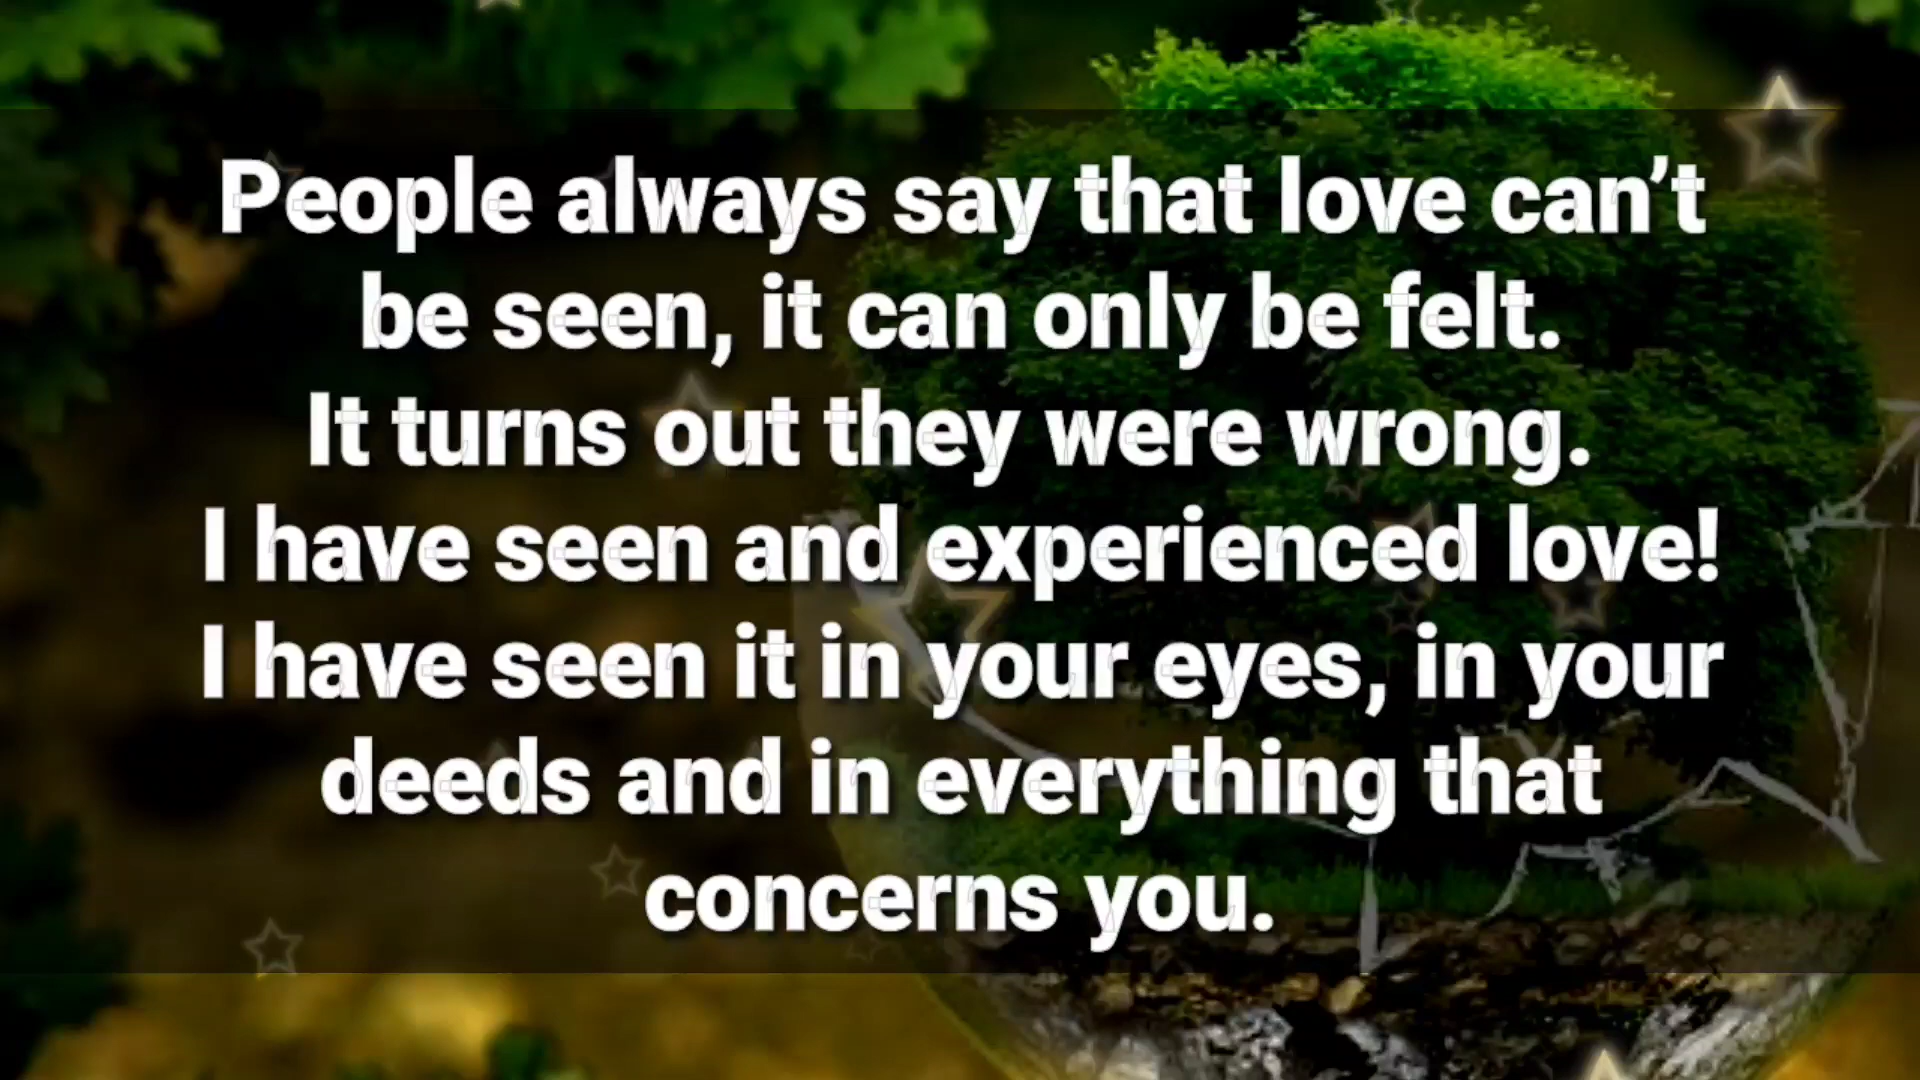 People always say that love can’t
be seen, it can only be felt.
It turns out they were wrong.
I have seen and experienced love!
I have seen it in your eyes, in your
deeds and in everything that
concerns you.